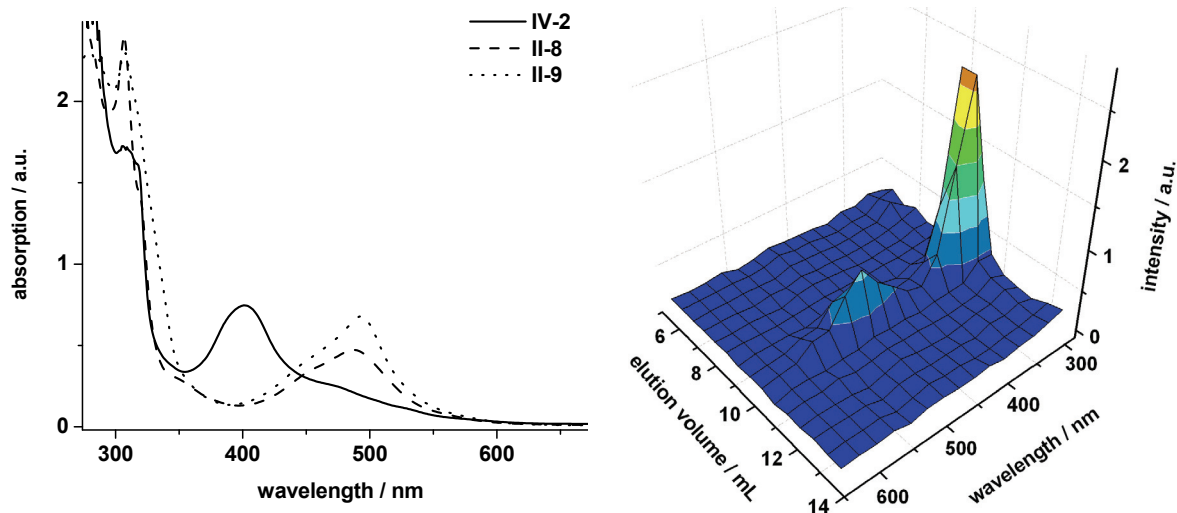 IV-2
II-8
II-9
2
1
0
absorption / a.u.
300
400
500
600
wavelength / nm
2
1
0
intensity / a.u.
6
8
10
12
14
elution volume / mL
300
400
500
600
wavelength / nm